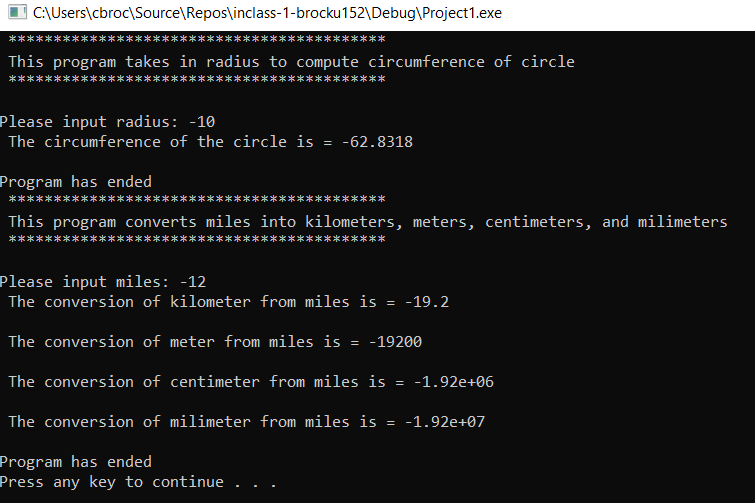 C:\Users\cbroc\Source\Repos\inclass-1-brocku152\Debug\Project1.exe
******************************************
This program takes in radius to compute circumference of circle
******************************************
Please input radius: -10
The circumference of the circle is = -62.8318
Program has ended
******************************************
This program converts miles into kilometers, meters, centimeters, and milimeters
******************************************
Please input miles: -12
The conversion of kilometer from miles is = -19.2
The conversion of meter from miles is = -19200
The conversion of centimeter from miles is = -1.92e+06
The conversion of milimeter from miles is = -1.92e+07
Program has ended
Press any key to continue . . .